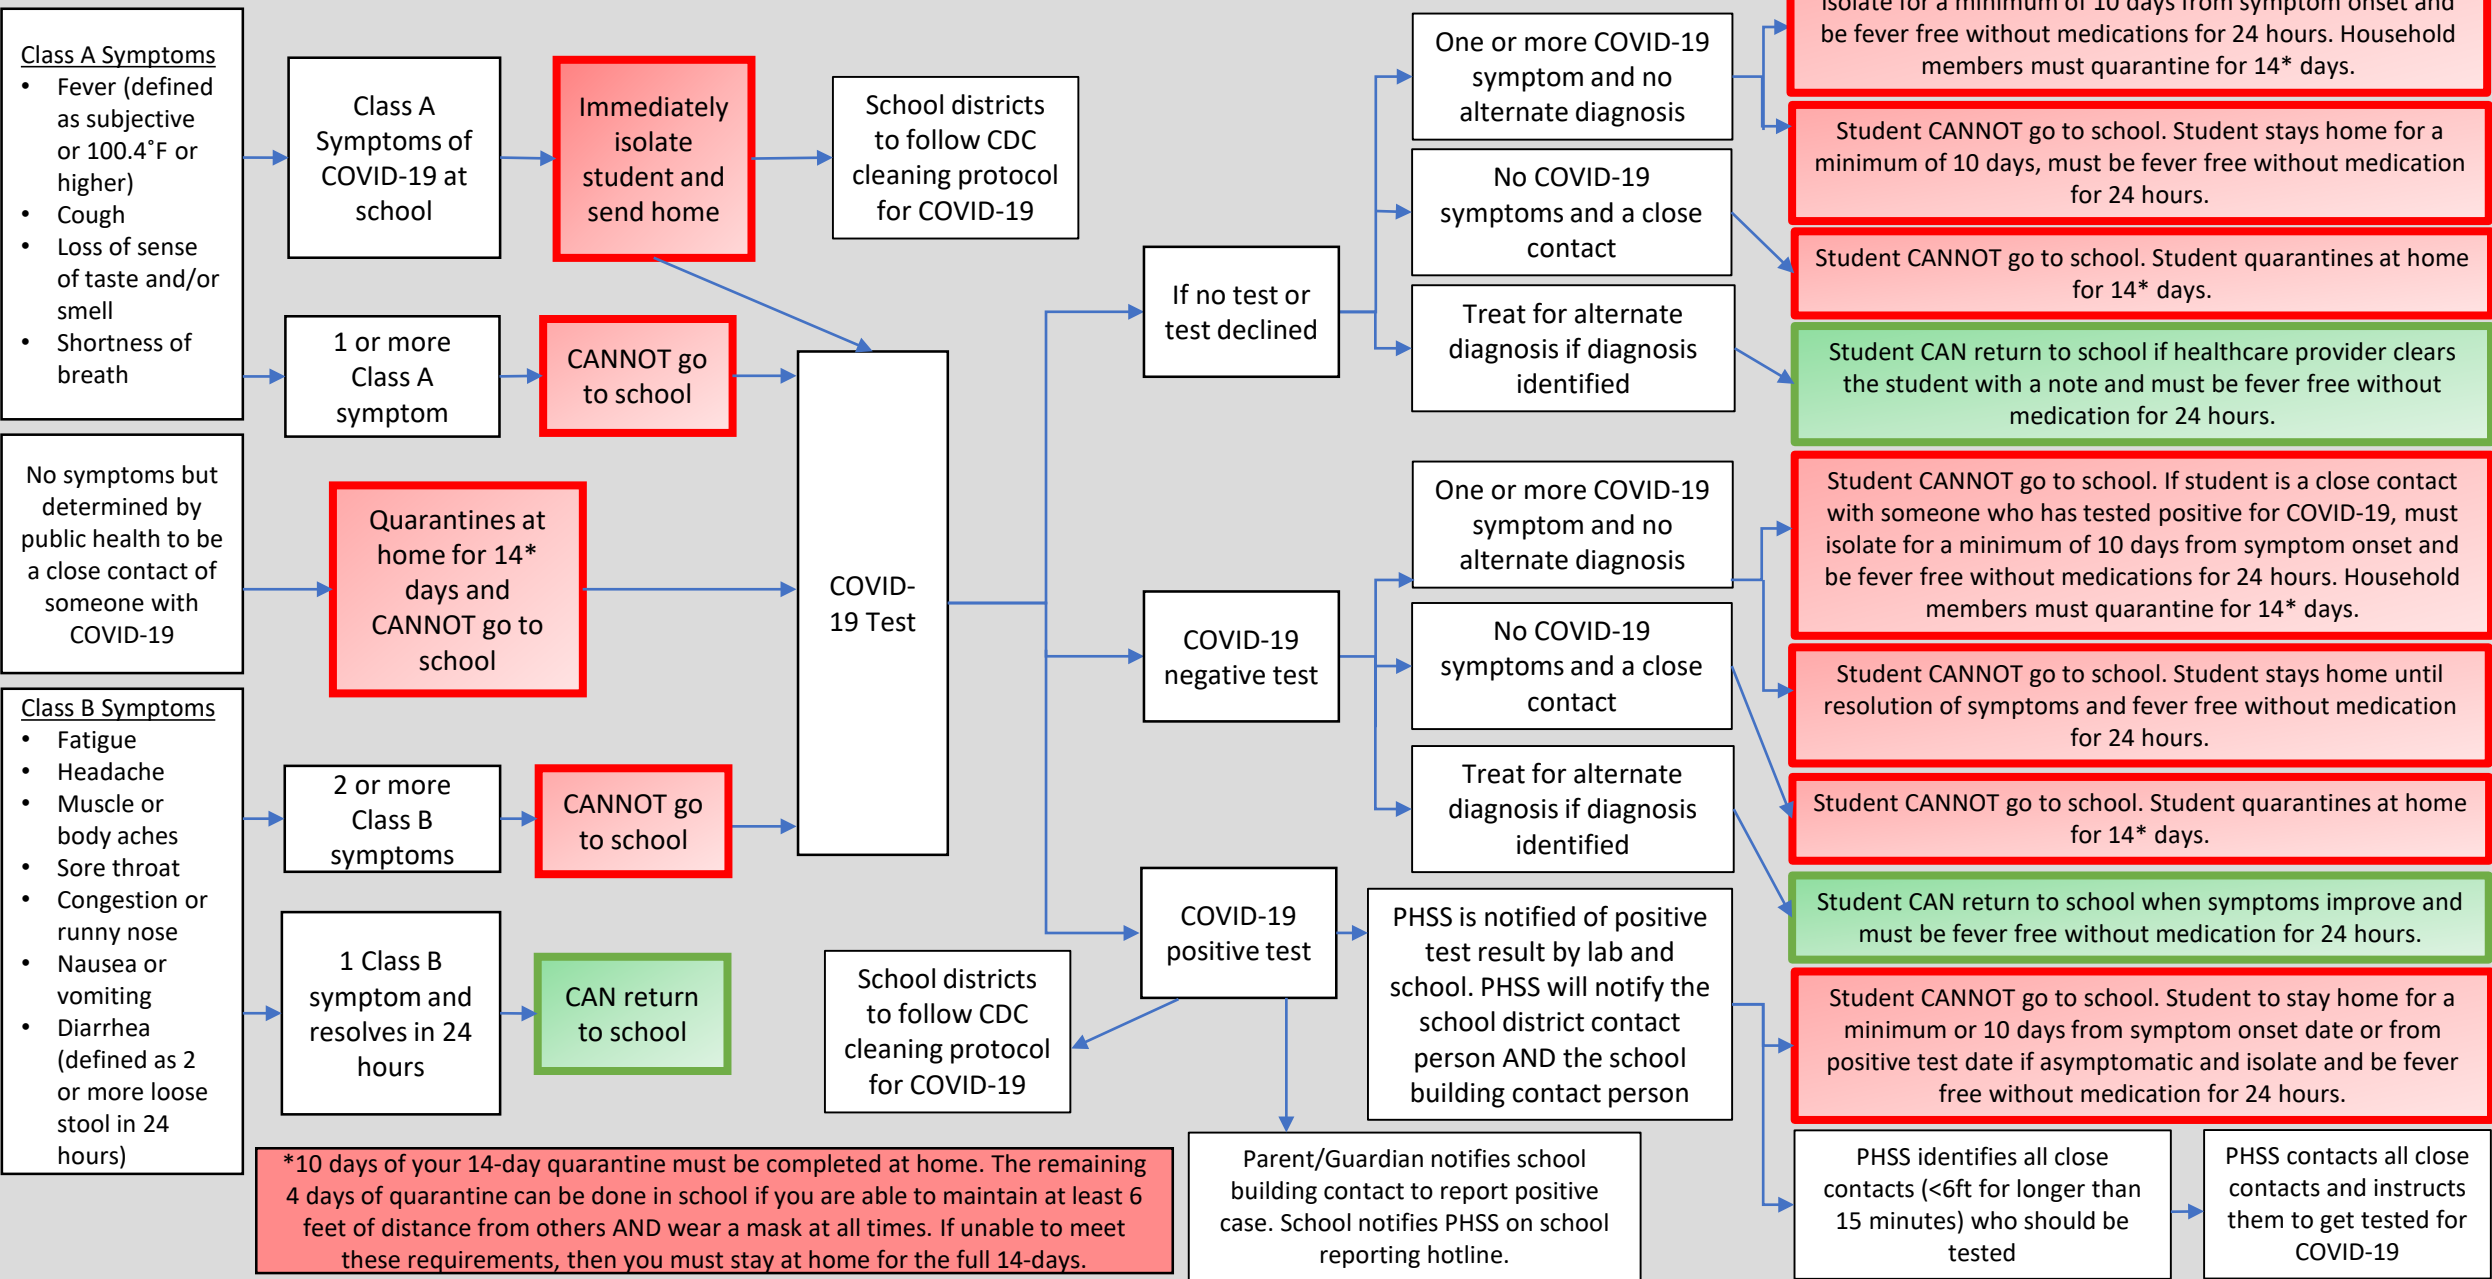 Class A Symptoms
• Fever (defined
as subjective
or 100.4˚F or
higher)
• Cough
• Loss of sense
of taste and/or
smell
• Shortness of
breath
No symptoms but
determined by
public health to be
a close contact of
someone with
COVID-19
Class B Symptoms
• Fatigue
• Headache
• Muscle or
body aches
• Sore throat
• Congestion or
runny nose
• Nausea or
vomiting
• Diarrhea
(defined as 2
or more loose
stool in 24
hours)
Class A
Symptoms of
COVID-19 at
school
Immediately
isolate
student and
send home
School districts
to follow CDC
cleaning protocol
for COVID-19
1 or more
Class A
symptom
CANNOT go
to school
Quarantines at
home for 14*
days and
CANNOT go to
school
2 or more
Class B
symptoms
CANNOT go
to school
1 Class B
symptom and
resolves in 24
hours
CAN return
to school
COVID-
19 Test
If no test or
test declined
One or more COVID-19
symptom and no
alternate diagnosis
No COVID-19
symptoms and a close
contact
Treat for alternate
diagnosis if diagnosis
identified
isolate for a minimum of 10 days from symptom onset and
be fever free without medications for 24 hours. Household
members must quarantine for 14* days.
Student CANNOT go to school. Student stays home for a
minimum of 10 days, must be fever free without medication
for 24 hours.
Student CANNOT go to school. Student quarantines at home
for 14* days.
Student CAN return to school if healthcare provider clears
the student with a note and must be fever free without
medication for 24 hours.
COVID-19
negative test
One or more COVID-19
symptom and no
alternate diagnosis
No COVID-19
symptoms and a close
contact
Treat for alternate
diagnosis if diagnosis
identified
Student CANNOT go to school. If student is a close contact
with someone who has tested positive for COVID-19, must
isolate for a minimum of 10 days from symptom onset and
be fever free without medications for 24 hours. Household
members must quarantine for 14* days.
Student CANNOT go to school. Student stays home until
resolution of symptoms and fever free without medication
for 24 hours.
Student CANNOT go to school. Student quarantines at home
for 14* days.
Student CAN return to school when symptoms improve and
must be fever free without medication for 24 hours.
COVID-19
positive test
School districts
to follow CDC
cleaning protocol
for COVID-19
PHSS is notified of positive
test result by lab and
school. PHSS will notify the
school district contact
person AND the school
building contact person
Student CANNOT go to school. Student to stay home for a
minimum or 10 days from symptom onset date or from
positive test date if asymptomatic and isolate and be fever
free without medication for 24 hours.
*10 days of your 14-day quarantine must be completed at home. The remaining
4 days of quarantine can be done in school if you are able to maintain at least 6
feet of distance from others AND wear a mask at all times. If unable to meet
these requirements, then you must stay at home for the full 14-days.
Parent/Guardian notifies school
building contact to report positive
case. School notifies PHSS on school
reporting hotline.
PHSS identifies all close
contacts (<6ft for longer than
15 minutes) who should be
tested
PHSS contacts all close
contacts and instructs
them to get tested for
COVID-19